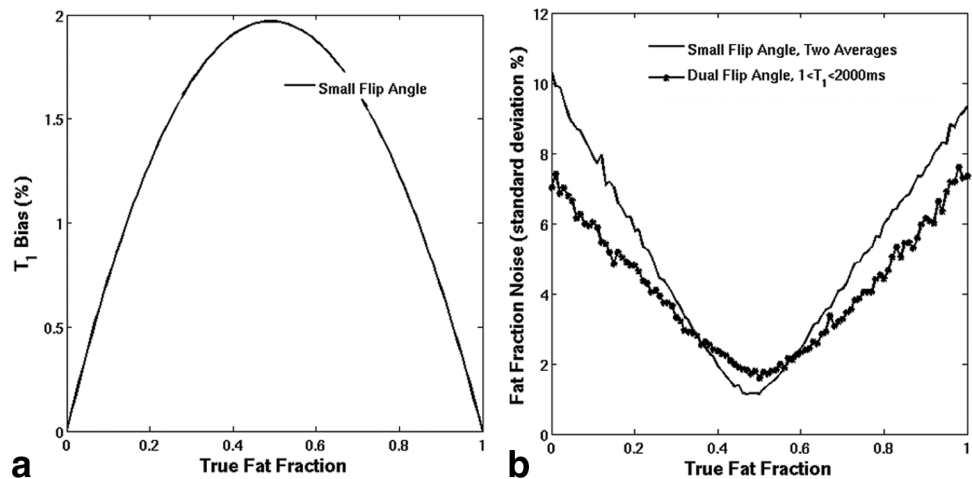 2
1.5
1
0.5
0
0 0.2 0.4 0.6 0.8 1
T₁ Bias (%)
True Fat Fraction
Small Flip Angle
a
12
10
8
6
4
2
0
0 0.2 0.4 0.6 0.8 1
Fat Fraction Noise (standard deviation %)
True Fat Fraction
Small Flip Angle, Two Averages
Dual Flip Angle, 1<T₁<2000ms
b